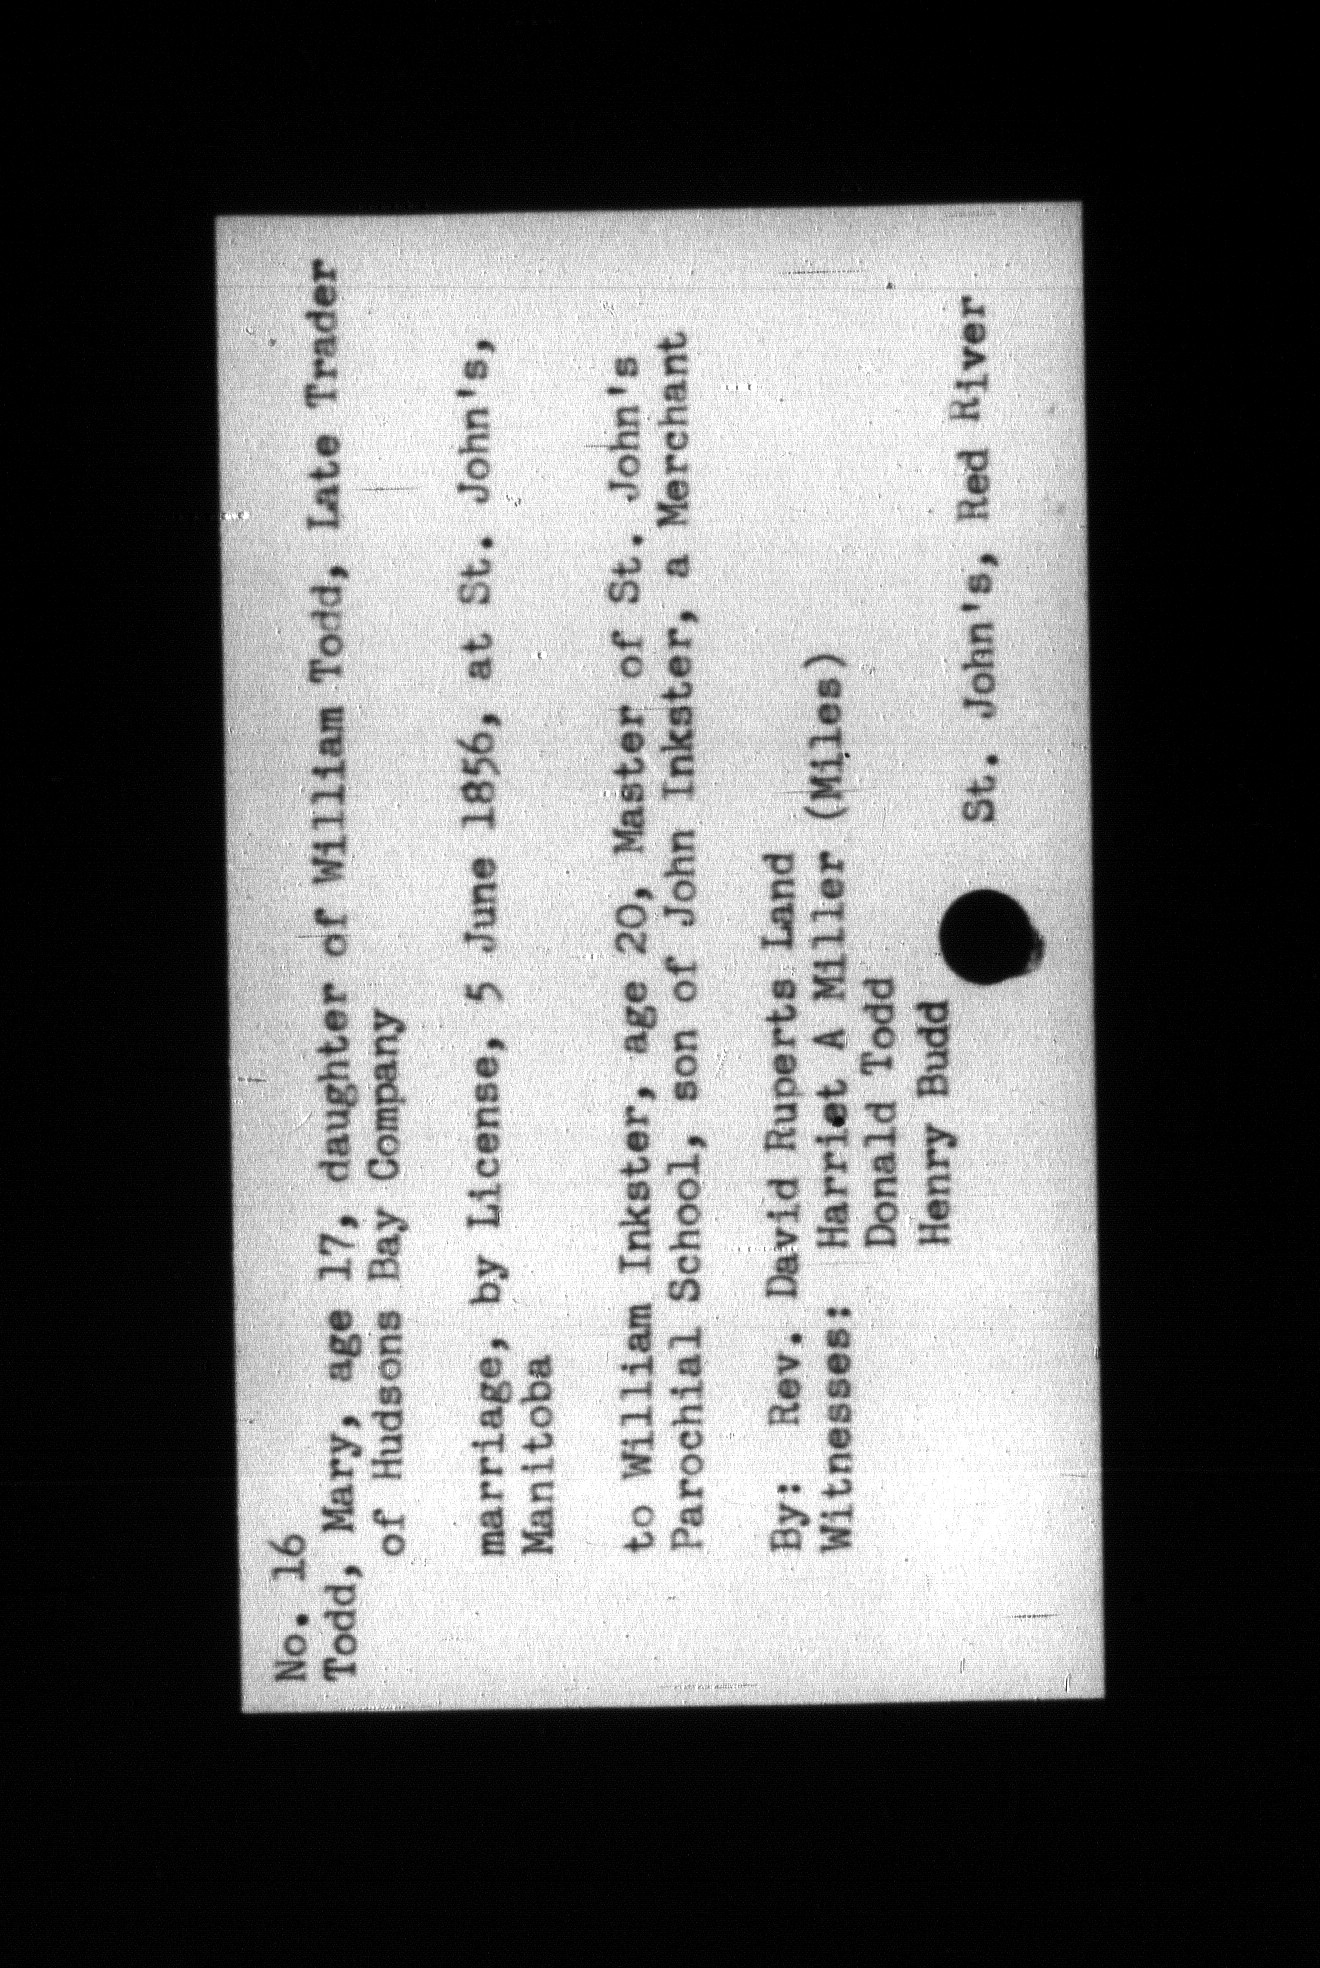 No. 16
Todd, Mary, age 17, daughter of William Todd, Late Trader
of Hudsons Bay Company
marriage, by License, 5 June 1856, at St. John's,
Manitoba
to William Inkster, age 20, Master of St. John's
Parochial School, son of John Inkster, a Merchant
By: Rev. David Ruperts Land
Witnesses: Harriet A Miller (Miles)
Donald Todd
Henry Budd
St. John's, Red River